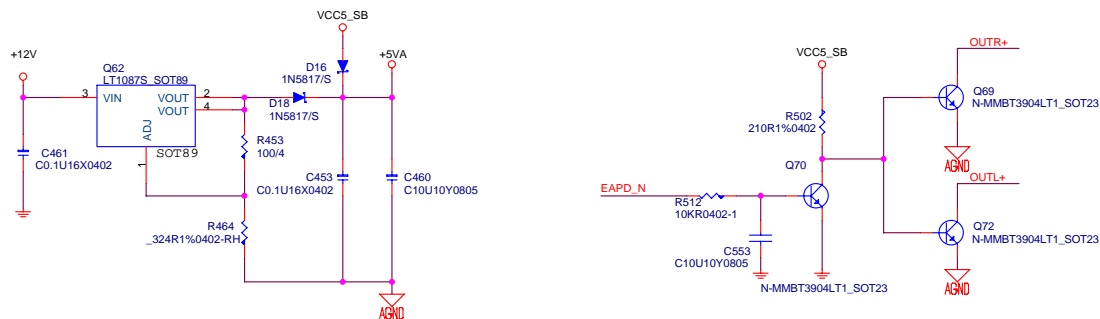 VCC5_SB
+12V
+5VA
Q62
LT1087S_SOT89
D16
1N5817/S
3
VIN
VOUT
2
VOUT
4
ADJ
SOT89
1
D18
1N5817/S
R453
100/4
C461
C0.1U16X0402
C453
C0.1U16X0402
C460
C10U10Y0805
R464
_324R1%0402-RH
AGND
VCC5_SB
OUTR+
R502
210R1%0402
Q69
N-MMBT3904LT1_SOT23
Q70
AGND
EAPD_N
R512
10KR0402-1
OUTL+
Q72
N-MMBT3904LT1_SOT23
C553
C10U10Y0805
N-MMBT3904LT1_SOT23
AGND